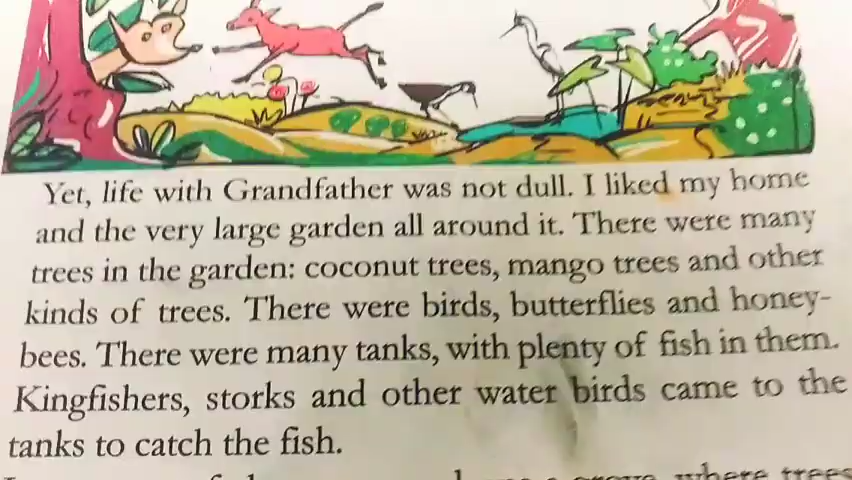 Yet, life with Grandfather was not dull. I liked my home
and the very large garden all around it. There were many
trees in the garden: coconut trees, mango trees and other
kinds of trees. There were birds, butterflies and honey-
bees. There were many tanks, with plenty of fish in them.
Kingfishers, storks and other water birds came to the
tanks to catch the fish.
where trees